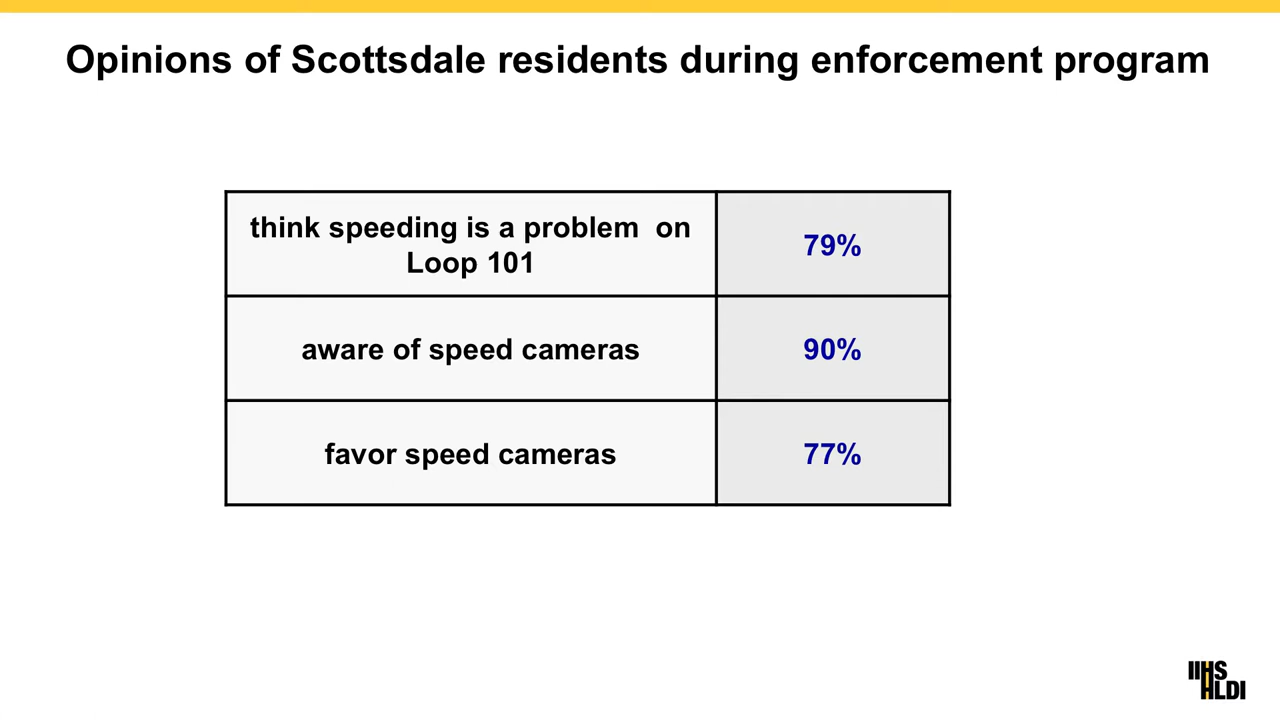 Opinions of Scottsdale residents during enforcement program
think speeding is a problem  on
Loop 101
79%
aware of speed cameras
90%
favor speed cameras
77%
IIHS
HLDI